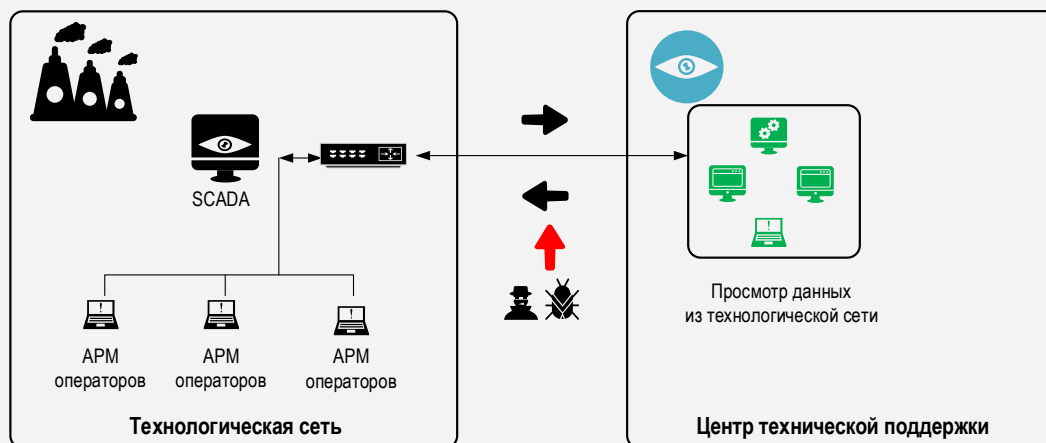 SCADA
АРМ
операторов
АРМ
операторов
АРМ
операторов
Технологическая сеть
Просмотр данных
из технологической сети
Центр технической поддержки